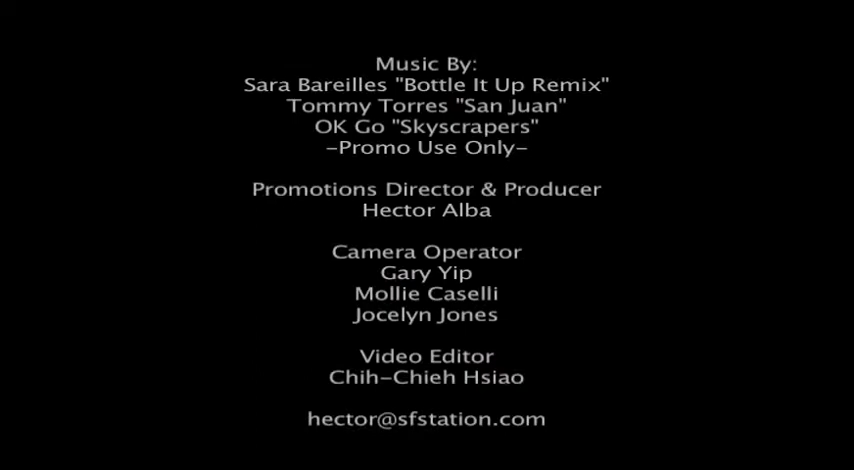 Music By:
Sara Bareilles "Bottle It Up Remix"
Tommy Torres "San Juan"
OK Go "Skyscrapers"
-Promo Use Only-
Promotions Director & Producer
Hector Alba
Camera Operator
Gary Yip
Mollie Caselli
Jocelyn Jones
Video Editor
Chih-Chieh Hsiao
hector@sfstation.com